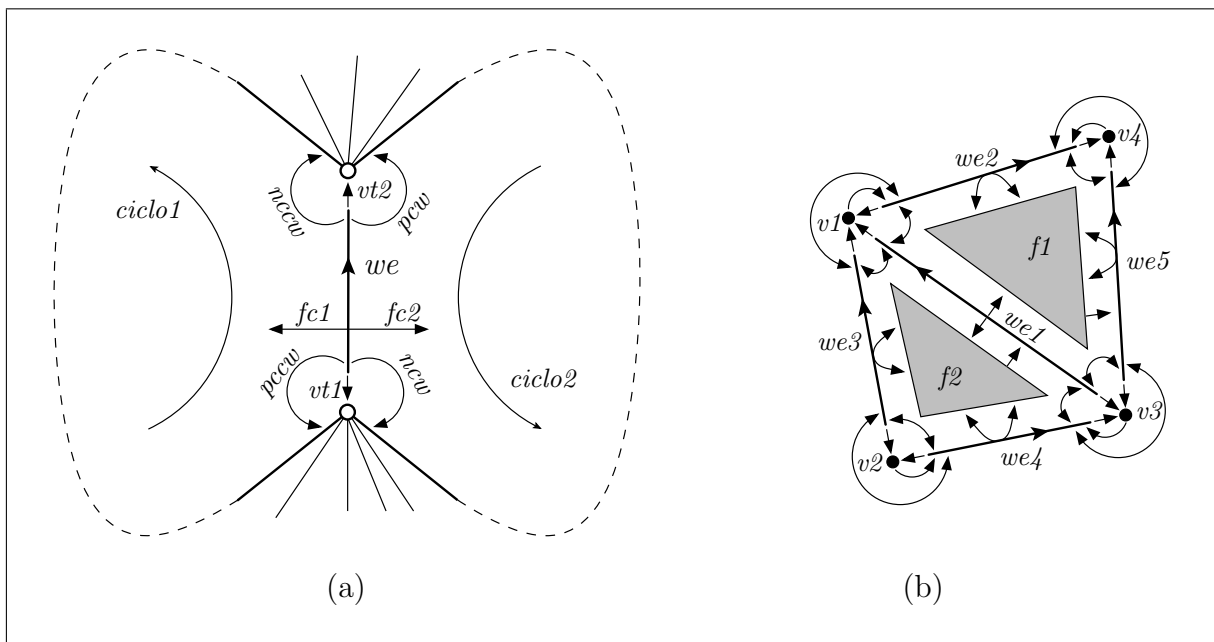 vt2
nccw
pcw
ciclo1
we
fc1
fc2
pccw
ncw
vt1
ciclo2
(a)
v4
we2
v1
f1
we5
we1
we3
f2
v3
v2
we4
(b)